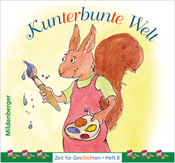 Kunterbunte Welt
Mildenberger
Zeit für Geschichten • Heft 8